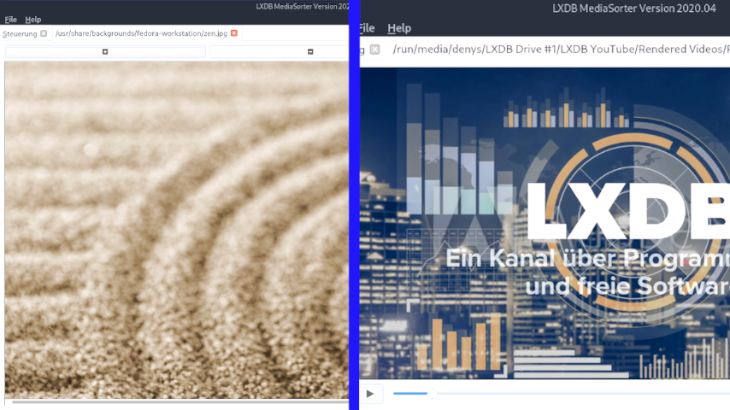 LXDB MediaSorter Version 202
File Help
Steuerung /usr/share/backgrounds/fedora-workstation/zen.jpg
LXDB MediaSorter Version 2020.04
File Help
g /run/media/denys/LXDB Drive #1/LXDB YouTube/Rendered Videos/
LXDB
Ein Kanal über Program
und freie Softwar